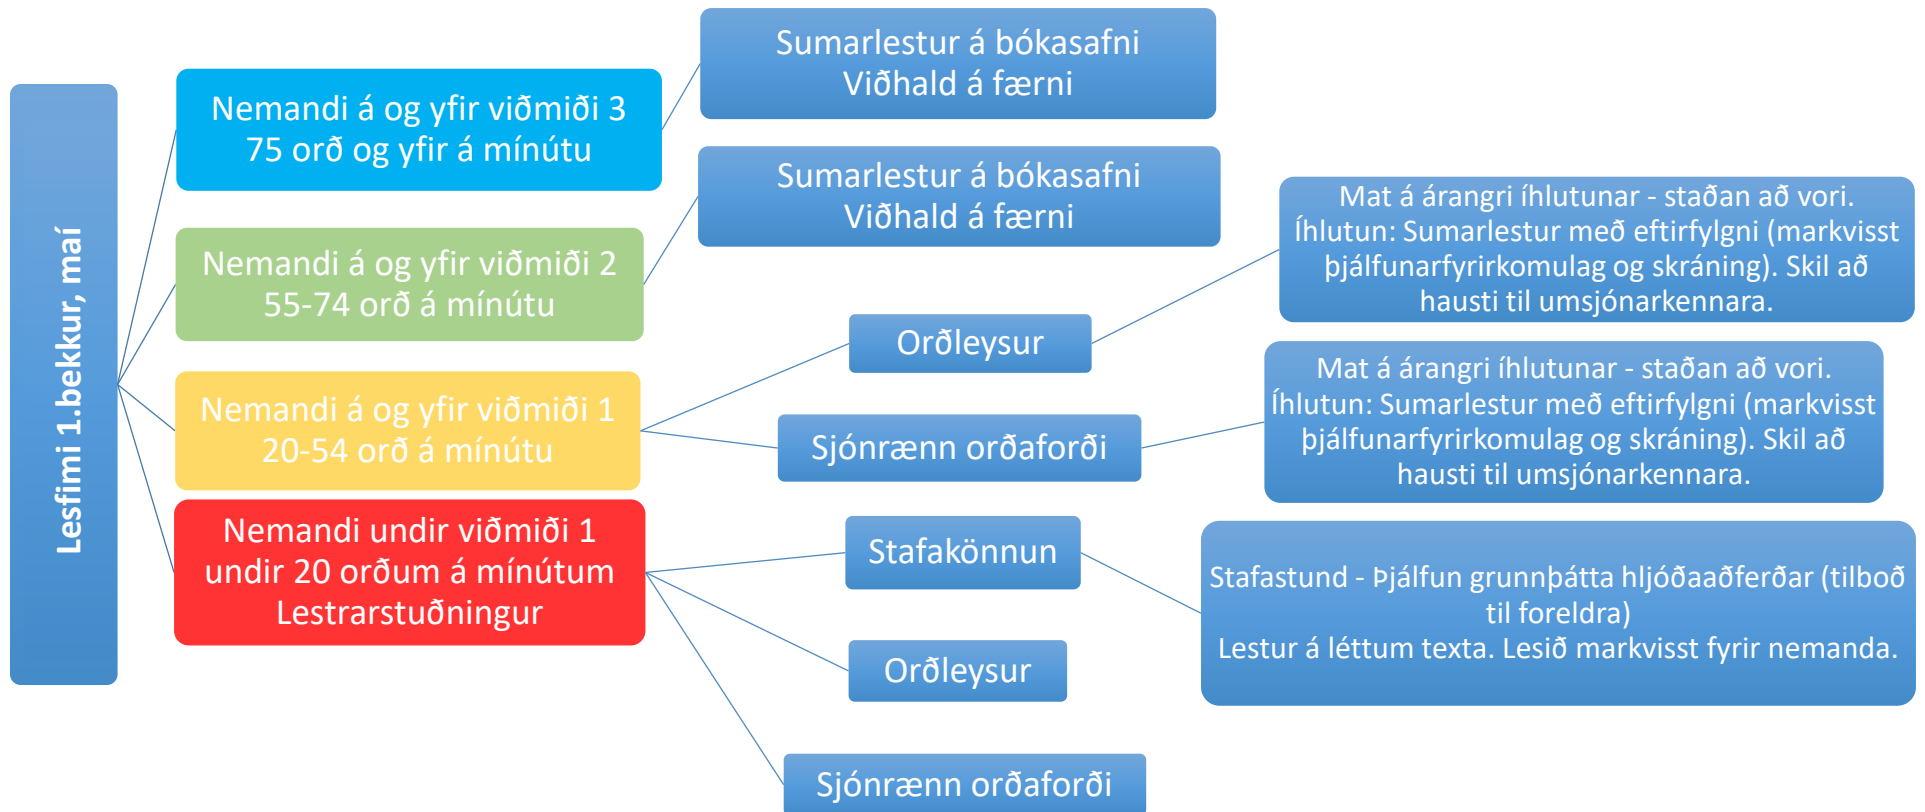 Lesfimi 1.bekkur, maí
Nemandi á og yfir viðmiði 3
75 orð og yfir á mínútu
Sumarlestur á bókasafni
Viðhald á færni
Nemandi á og yfir viðmiði 2
55-74 orð á mínútu
Sumarlestur á bókasafni
Viðhald á færni
Nemandi á og yfir viðmiði 1
20-54 orð á mínútu
Orðleysur
Mat á árangri íhlutunar - staðan að vori.
Íhlutun: Sumarlestur með eftirfylgni (markvisst
þjálfunarfyrirkomulag og skráning). Skil að
hausti til umsjónarkennara.
Sjónrænn orðaforði
Mat á árangri íhlutunar - staðan að vori.
Íhlutun: Sumarlestur með eftirfylgni (markvisst
þjálfunarfyrirkomulag og skráning). Skil að
hausti til umsjónarkennara.
Nemandi undir viðmiði 1
undir 20 orðum á mínútum
Lestrarstuðningur
Stafakönnun
Stafastund - Þjálfun grunnþátta hljóðaaðferðar (tilboð
til foreldra)
Lestur á léttum texta. Lesið markvisst fyrir nemanda.
Orðleysur
Sjónrænn orðaforði